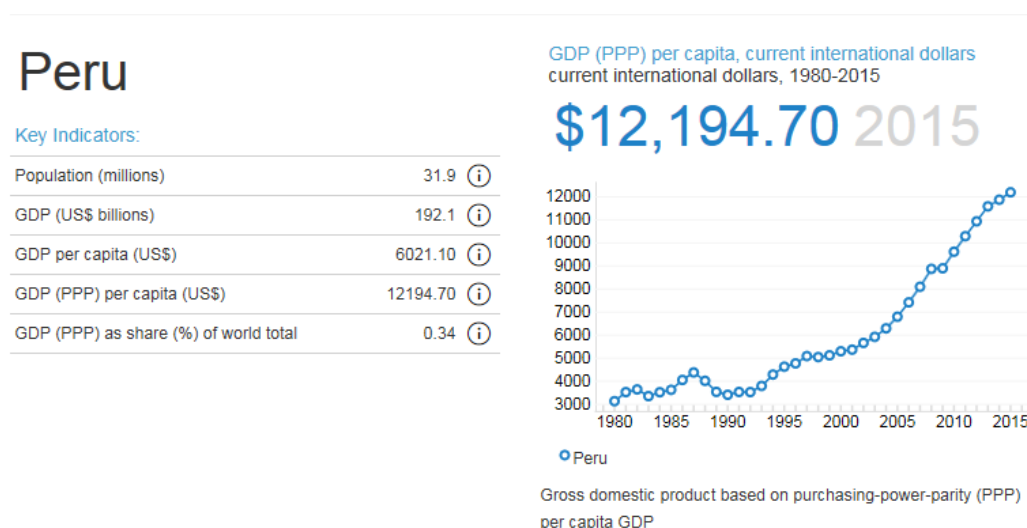 Peru
Key Indicators:
Population (millions) 31.9
GDP (US$ billions) 192.1
GDP per capita (US$) 6021.10
GDP (PPP) per capita (US$) 12194.70
GDP (PPP) as share (%) of world total 0.34
GDP (PPP) per capita, current international dollars
current international dollars, 1980-2015
$12,194.70 2015
12000
11000
10000
9000
8000
7000
6000
5000
4000
3000
1980 1985 1990 1995 2000 2005 2010 2015
Peru
Gross domestic product based on purchasing-power-parity (PPP)
per capita GDP